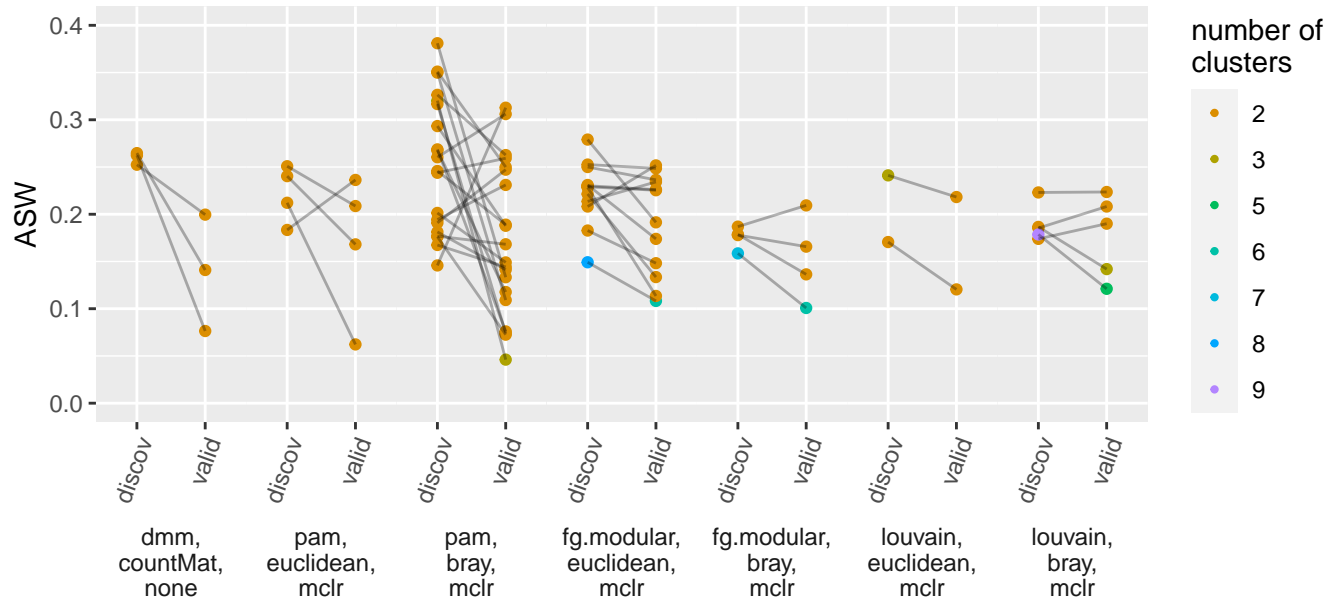 0.4
0.3
0.2
0.1
0.0
ASW
discov
valid
discov
valid
discov
valid
discov
valid
discov
valid
discov
valid
discov
valid
dmm,
countMat,
none
pam,
euclidean,
mclr
pam,
bray,
mclr
fg.modular,
euclidean,
mclr
fg.modular,
bray,
mclr
louvain,
euclidean,
mclr
louvain,
bray,
mclr
number of
clusters
2
3
5
6
7
8
9